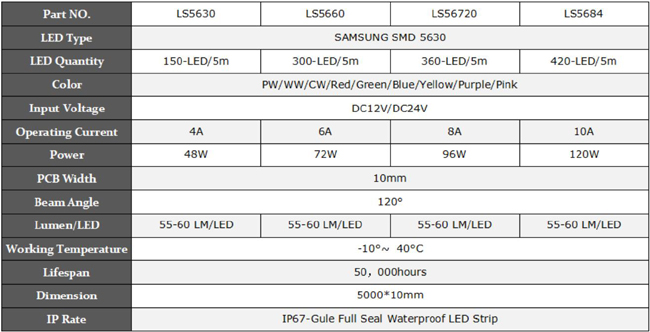 Part NO. LS5630 LS5660 LS56720 LS5684
LED Type SAMSUNG SMD 5630
LED Quantity 150-LED/5m 300-LED/5m 360-LED/5m 420-LED/5m
Color PW/WW/CW/Red/Green/Blue/Yellow/Purple/Pink
Input Voltage DC12V/DC24V
Operating Current 4A 6A 8A 10A
Power 48W 72W 96W 120W
PCB Width 10mm
Beam Angle 120°
Lumen/LED 55-60 LM/LED 55-60 LM/LED 55-60 LM/LED 55-60 LM/LED
Working Temperature -10°~ 40°C
Lifespan 50，000hours
Dimension 5000*10mm
IP Rate IP67-Gule Full Seal Waterproof LED Strip